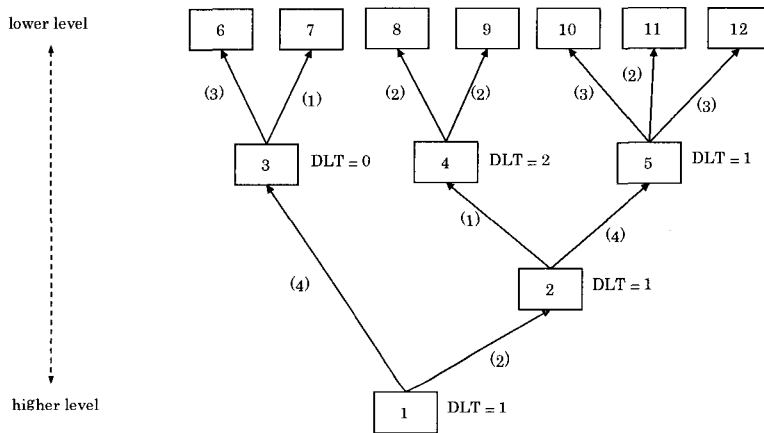 lower level
6 7 8 9 10 11 12
(3) (1) (2) (2) (3) (2) (3)
3 DLT = 0 4 DLT = 2 5 DLT = 1
(1) (4)
(4)
2 DLT = 1
(2)
higher level
1 DLT = 1